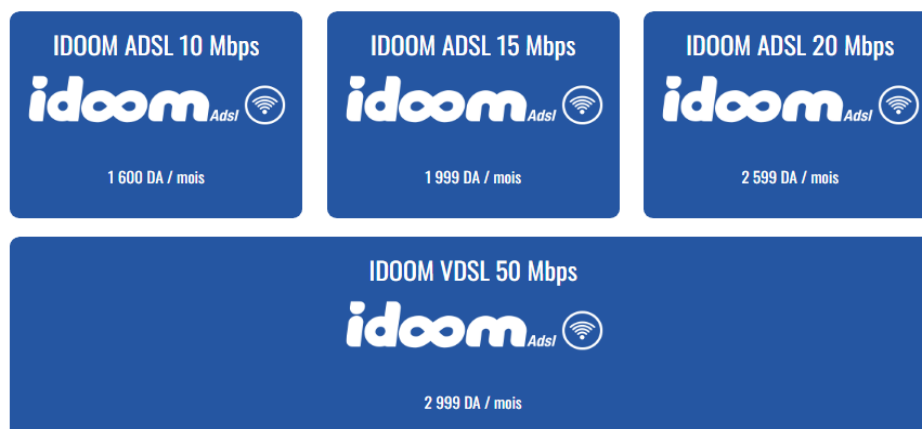 IDOOM ADSL 10 Mbps
idoom Adsl
1 600 DA / mois
IDOOM ADSL 15 Mbps
idoom Adsl
1 999 DA / mois
IDOOM ADSL 20 Mbps
idoom Adsl
2 599 DA / mois
IDOOM VDSL 50 Mbps
idoom Adsl
2 999 DA / mois